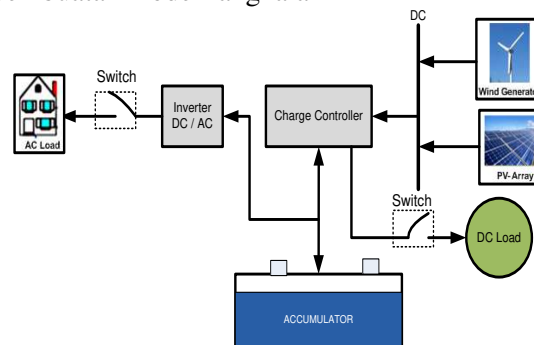 DC
Switch
Wind Generator
Inverter
DC / AC
Charge Controller
AC Load
PV-Array
Switch
DC Load
ACCUMULATOR